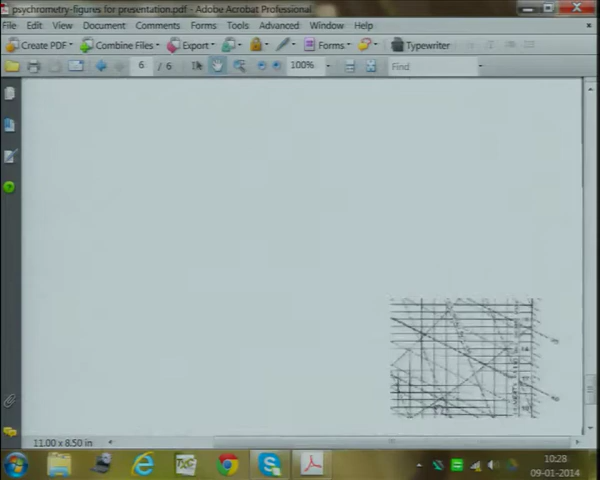 psychrometry-figures for presentation.pdf - Adobe Acrobat Professional
File Edit View Document Comments Forms Tools Advanced Window Help
Create PDF Combine Files Export Forms Typewriter
6 / 6 100% Find
11.00 x 8.50 in
TXC
10:28
09-01-2014